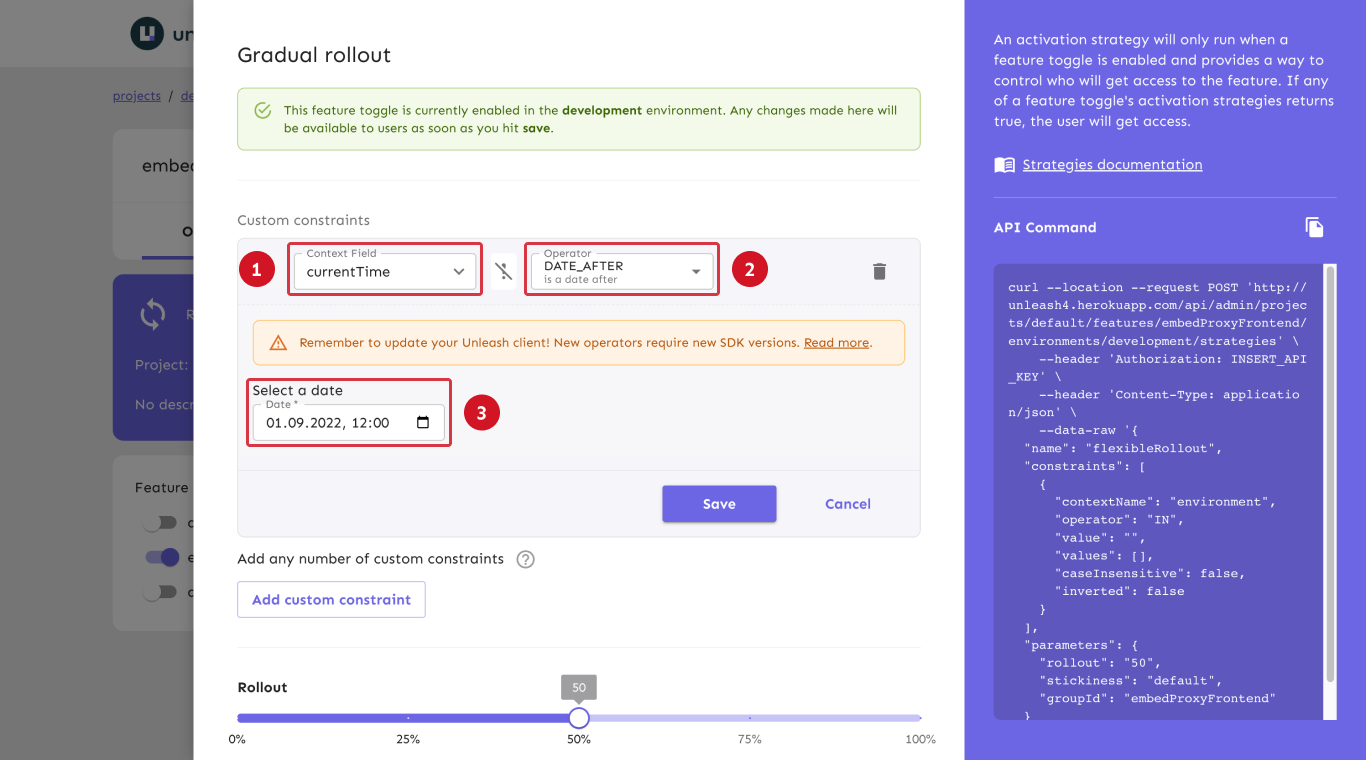 un
projects / de
embed
O
R
Project:
No descr
Feature
d
e
d
Gradual rollout
This feature toggle is currently enabled in the development environment. Any changes made here will
be available to users as soon as you hit save.
Custom constraints
1
Context Field
currentTime
Operator
DATE_AFTER
is a date after
2
Remember to update your Unleash client! New operators require new SDK versions. Read more.
Select a date
Date *
01.09.2022, 12:00
3
Save
Cancel
Add any number of custom constraints
Add custom constraint
Rollout
50
0% 25% 50% 75% 100%
An activation strategy will only run when a
feature toggle is enabled and provides a way to
control who will get access to the feature. If any
of a feature toggle's activation strategies returns
true, the user will get access.
Strategies documentation
API Command
curl --location --request POST 'http://
unleash4.herokuapp.com/api/admin/projec
ts/default/features/embedProxyFrontend/
environments/development/strategies' \
--header 'Authorization: INSERT_API
_KEY' \
--header 'Content-Type: applicatio
n/json' \
--data-raw '{
"name": "flexibleRollout",
"constraints": [
{
"contextName": "environment",
"operator": "IN",
"value": "",
"values": [],
"caseInsensitive": false,
"inverted": false
}
],
"parameters": {
"rollout": "50",
"stickiness": "default",
"groupId": "embedProxyFrontend"
}